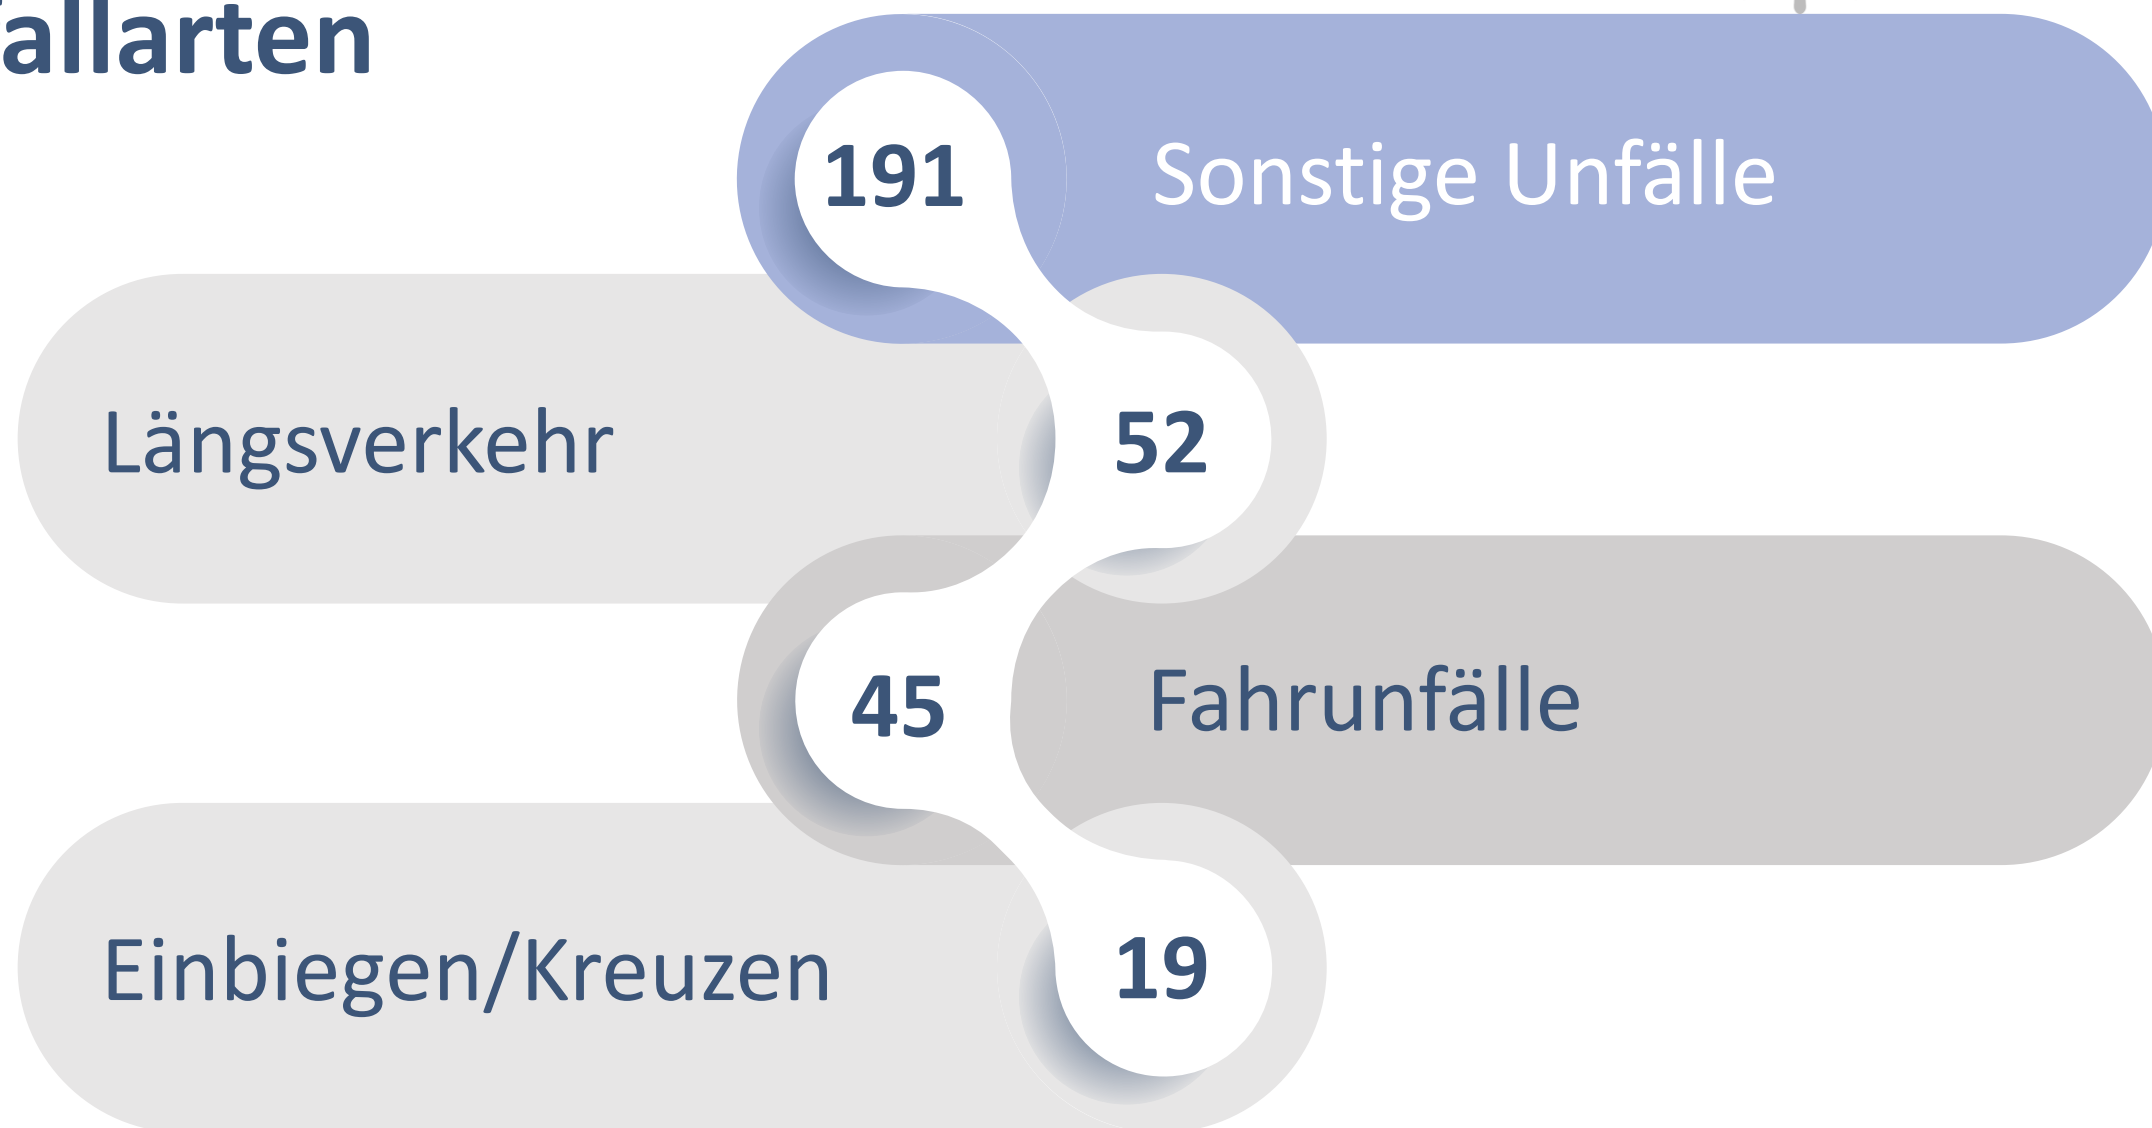 allarten
191 Sonstige Unfälle
Längsverkehr 52
45 Fahrunfälle
Einbiegen/Kreuzen 19